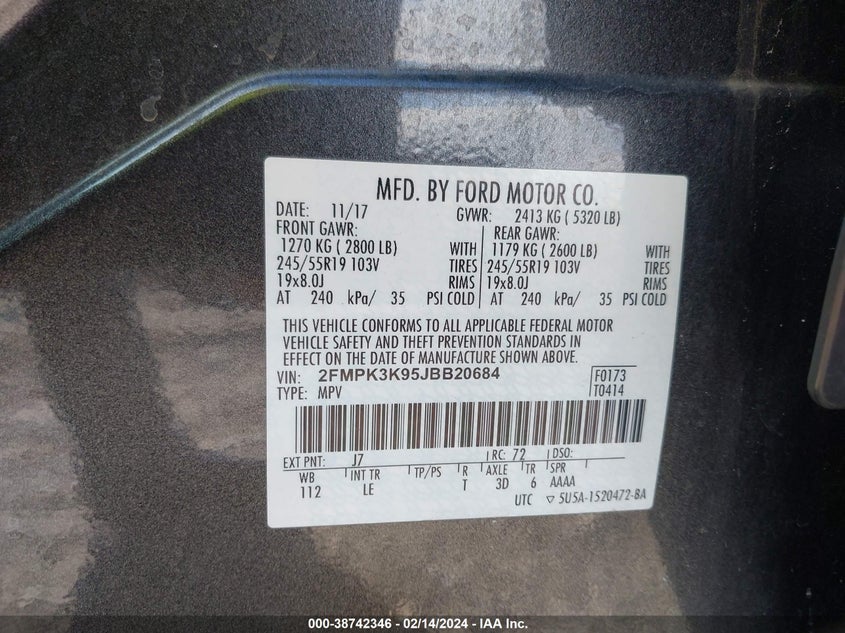 MFD. BY FORD MOTOR CO.
DATE: 11/17 GVWR: 2413 KG ( 5320 LB)
FRONT GAWR: REAR GAWR:
1270 KG ( 2800 LB) WITH 1179 KG ( 2600 LB) WITH
245/55R19 103V TIRES 245/55R19 103V TIRES
19x8.0J RIMS 19x8.0J RIMS
AT 240 kPa/ 35 PSI COLD AT 240 kPa/ 35 PSI COLD
THIS VEHICLE CONFORMS TO ALL APPLICABLE FEDERAL MOTOR
VEHICLE SAFETY AND THEFT PREVENTION STANDARDS IN
EFFECT ON THE DATE OF MANUFACTURE SHOWN ABOVE.
VIN: 2FMPK3K95JBB20684 F0173
TYPE: MPV T0414
EXT PNT: J7 RC: 72 DSO:
WB INT TR TP/PS R AXLE TR SPR
112 LE T 3D 6 AAAA
UTC ▽ 5U5A-1520472-BA
000-38742346 — 02/14/2024 — IAA Inc.